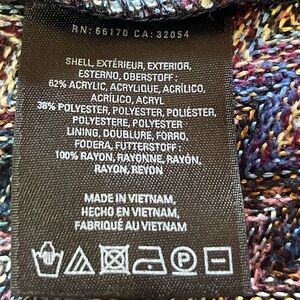 RN: 66170 CA: 32054
SHELL, EXTÉRIEUR, EXTERIOR,
ESTERNO, OBERSTOFF:
62% ACRYLIC, ACRYLIQUE, ACRÍLICO,
ACRILICO, ACRYL
38% POLYESTER, POLYESTER, POLIÉSTER,
POLIESTERE, POLYESTER
LINING, DOUBLURE, FORRO,
FODERA, FUTTERSTOFF:
100% RAYON, RAYONNE, RAYÓN,
RAYON, REYON
MADE IN VIETNAM,
HECHO EN VIETNAM,
FABRIQUÉ AU VIETNAM
P